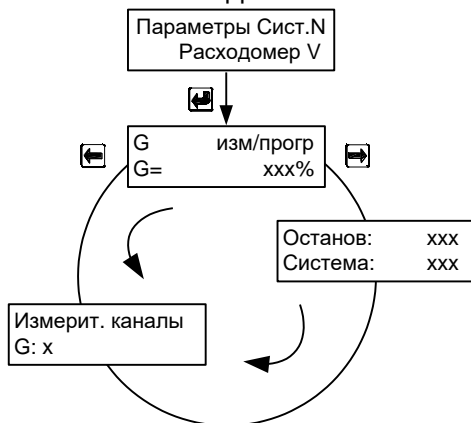 Параметры Сист.N
Расходомер V
G изм/прогр
G= xxx%
Останов: xxx
Система: xxx
Измерит. каналы
G: x